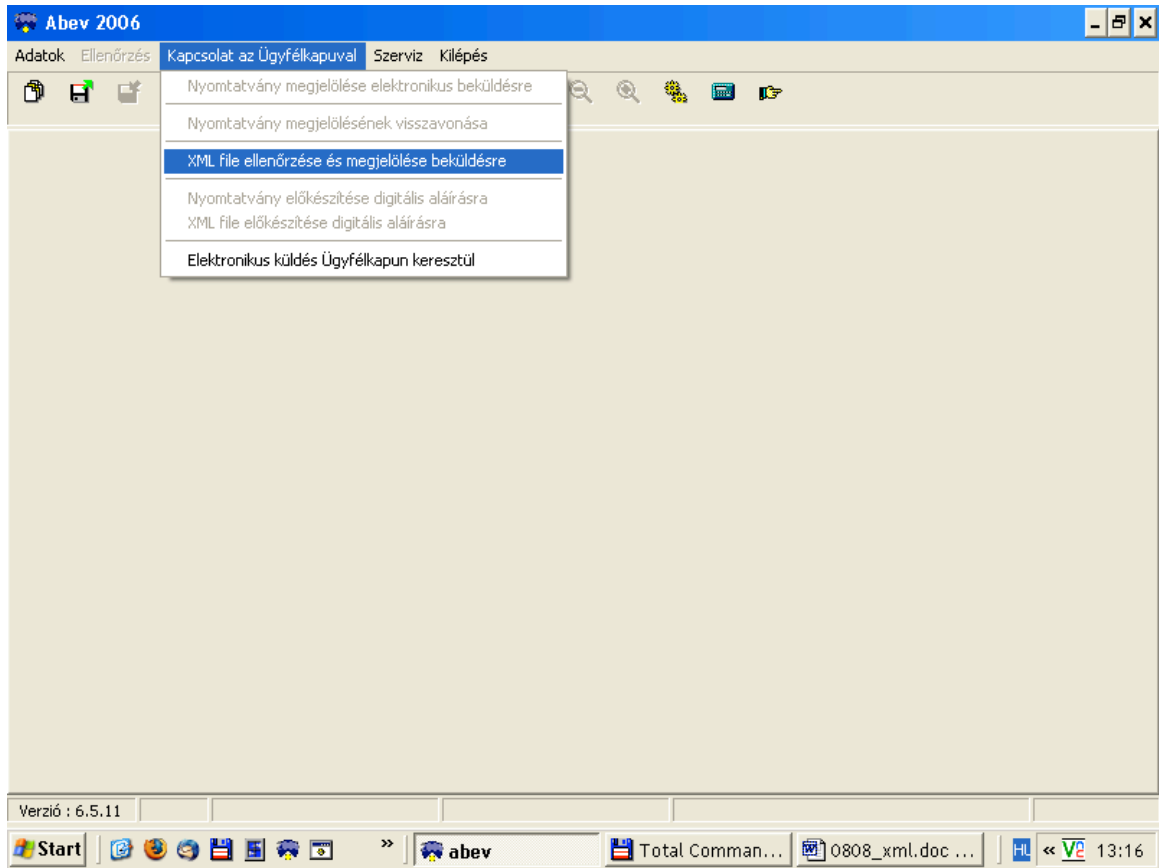 Abev 2006
Adatok Ellenőrzés Kapcsolat az Ügyfélkapuval Szerviz Kilépés
Nyomtatvány megjelölése elektronikus beküldésre
Nyomtatvány megjelölésének visszavonása
XML file ellenőrzése és megjelölése beküldésre
Nyomtatvány előkészítése digitális aláírásra
XML file előkészítése digitális aláírásra
Elektronikus küldés Ügyfélkapun keresztül
Verzió : 6.5.11
Start » abev Total Comman... 0808_xml.doc ... HU « 13:16